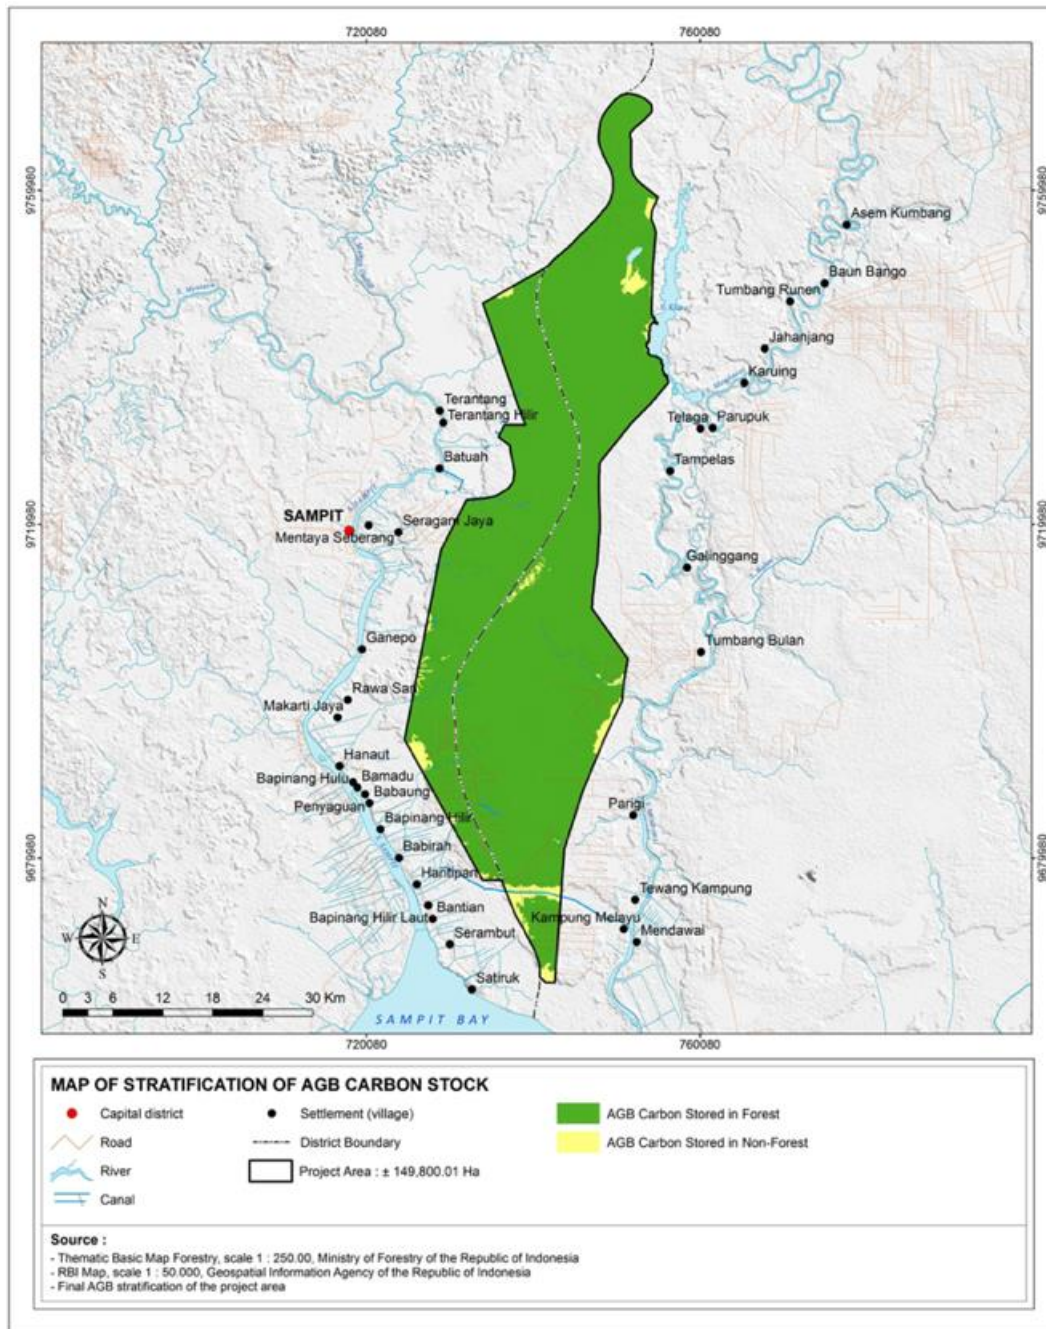 720080
760080
9759980
9759980
Asem Kumbang
Baun Bango
Tumbang Runen
Jahanjang
Karuing
Terantang
Terantang Hilir
Telaga
Parupuk
Batuah
Tampelas
SAMPIT
Seragam Jaya
Mentaya Seberang
9719980
9719980
Galinggang
Ganepo
Tumbang Bulan
Rawa Sari
Makarti Jaya
Hanaut
Bapinang Hulu
Bamadu
Babaung
Penyaguan
Bapinang Hilir
Parigi
Babirah
9679980
9679980
Hantipan
Tewang Kampung
Bantian
Bapinang Hilir Laut
Kampung Melayu
Serambut
Mendawai
N
W
E
S
Satiruk
0 3 6 12 18 24 30 Km
SAMPIT BAY
720080
760080
MAP OF STRATIFICATION OF AGB CARBON STOCK
Capital district
Settlement (village)
AGB Carbon Stored in Forest
Road
District Boundary
AGB Carbon Stored in Non-Forest
River
Project Area : ± 149,800.01 Ha
Canal
Source :
- Thematic Basic Map Forestry, scale 1 : 250.00, Ministry of Forestry of the Republic of Indonesia
- RBI Map, scale 1 : 50.000, Geospatial Information Agency of the Republic of Indonesia
- Final AGB stratification of the project area